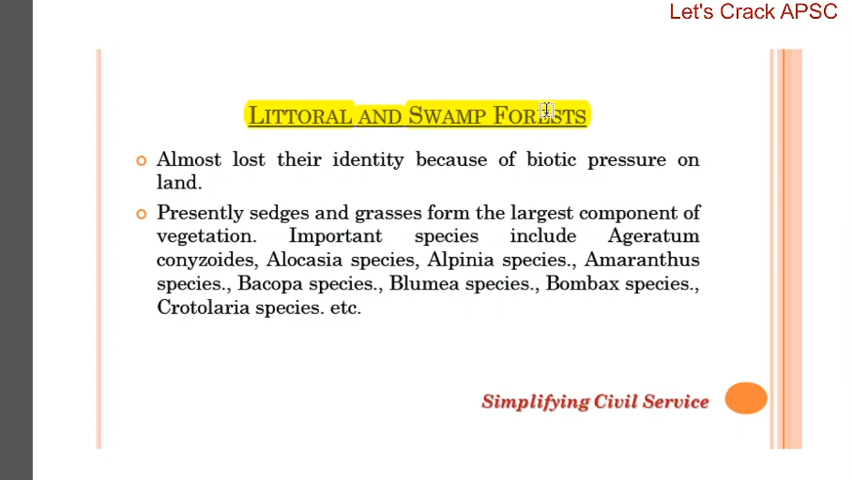 Let's Crack APSC
LITTORAL AND SWAMP FORESTS
Almost lost their identity because of biotic pressure on
land.
Presently sedges and grasses form the largest component of
vegetation. Important species include Ageratum
conyzoides, Alocasia species, Alpinia species., Amaranthus
species., Bacopa species., Blumea species., Bombax species.,
Crotolaria species. etc.
Simplifying Civil Service